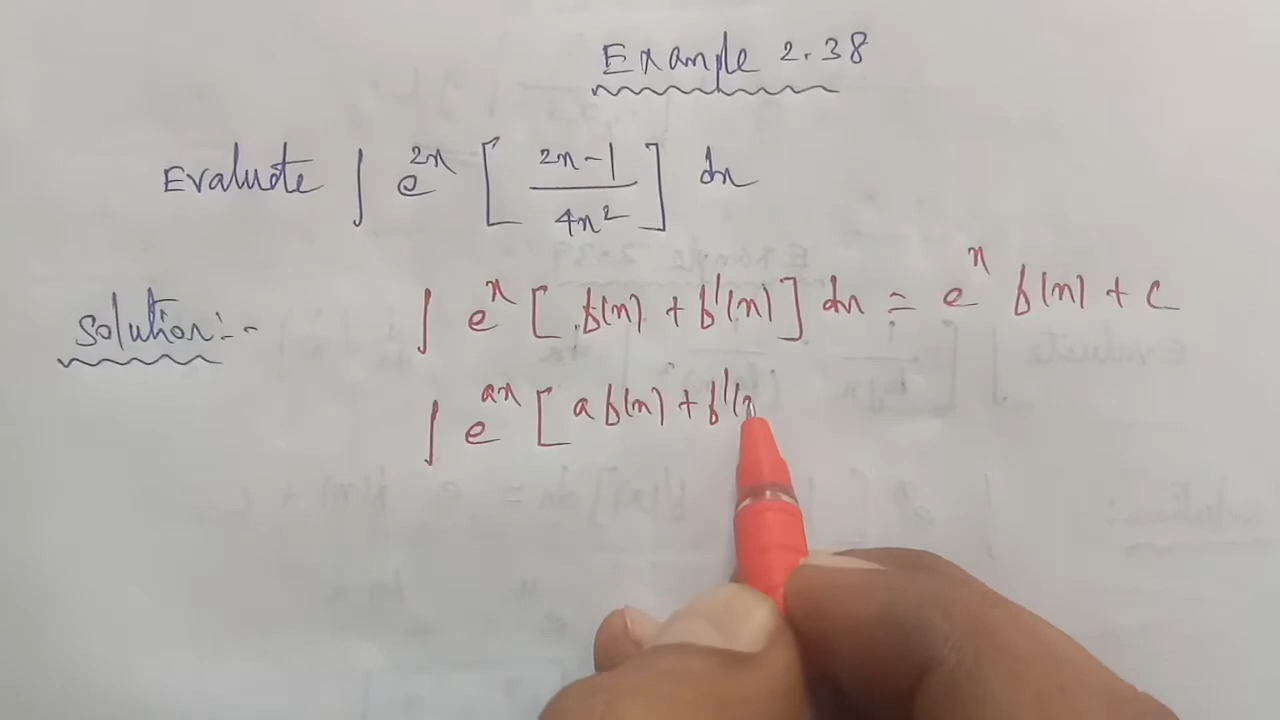 Example 2.38
Evaluate ∫ e^{2x} [ (2x-1) / (4x^2) ] dx
Solution:-
∫ e^x [ f(x) + f'(x) ] dx = e^x f(x) + c
∫ e^{ax} [ a f(x) + f'(x